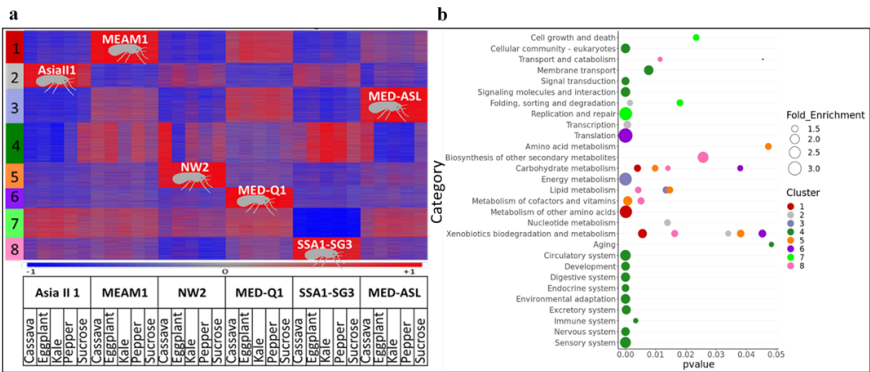 a
b
1
2
3
4
5
6
7
8
MEAM1
AsiaII1
MED-ASL
NW2
MED-Q1
SSA1-SG3
-1 0 +1
Asia II 1 MEAM1 NW2 MED-Q1 SSA1-SG3 MED-ASL
Cassava Eggplant Kale Pepper Sucrose Cassava Eggplant Kale Pepper Sucrose Cassava Eggplant Kale Pepper Sucrose Cassava Eggplant Kale Pepper Sucrose Cassava Eggplant Kale Pepper Sucrose Cassava Eggplant Kale Pepper Sucrose
Category
Cell growth and death
Cellular community - eukaryotes
Transport and catabolism
Membrane transport
Signal transduction
Signaling molecules and interaction
Folding, sorting and degradation
Replication and repair
Transcription
Translation
Amino acid metabolism
Biosynthesis of other secondary metabolites
Carbohydrate metabolism
Energy metabolism
Lipid metabolism
Metabolism of cofactors and vitamins
Metabolism of other amino acids
Nucleotide metabolism
Xenobiotics biodegradation and metabolism
Aging
Circulatory system
Development
Digestive system
Endocrine system
Environmental adaptation
Excretory system
Immune system
Nervous system
Sensory system
0.00 0.01 0.02 0.03 0.04 0.05
pvalue
Fold_Enrichment
1.5
2.0
2.5
3.0
Cluster
1
2
3
4
5
6
7
8